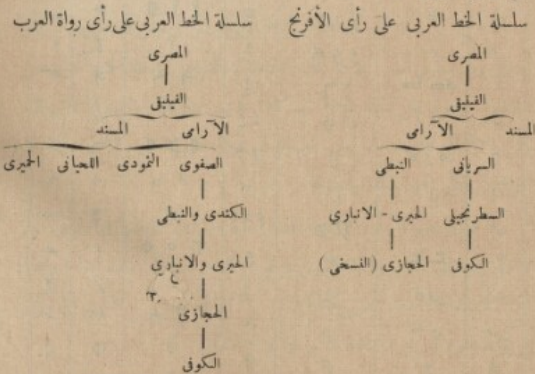 سلسلة الخط العربى على رأى الأفرنج
المصرى
الفينيقى
المسند الآرامى
السريانى النبطى
السطرنجيلى الحيرى - الانبارى
الكوفى الحجازى (النسخى)
سلسلة الخط العربى على رأى رواة العرب
المصرى
الفينيقى
الآرامى المسند
الصفوى الثمودى اللحيانى الحميرى
الكندى والنبطى
الحيرى والانبارى
الحجازى
الكوفى